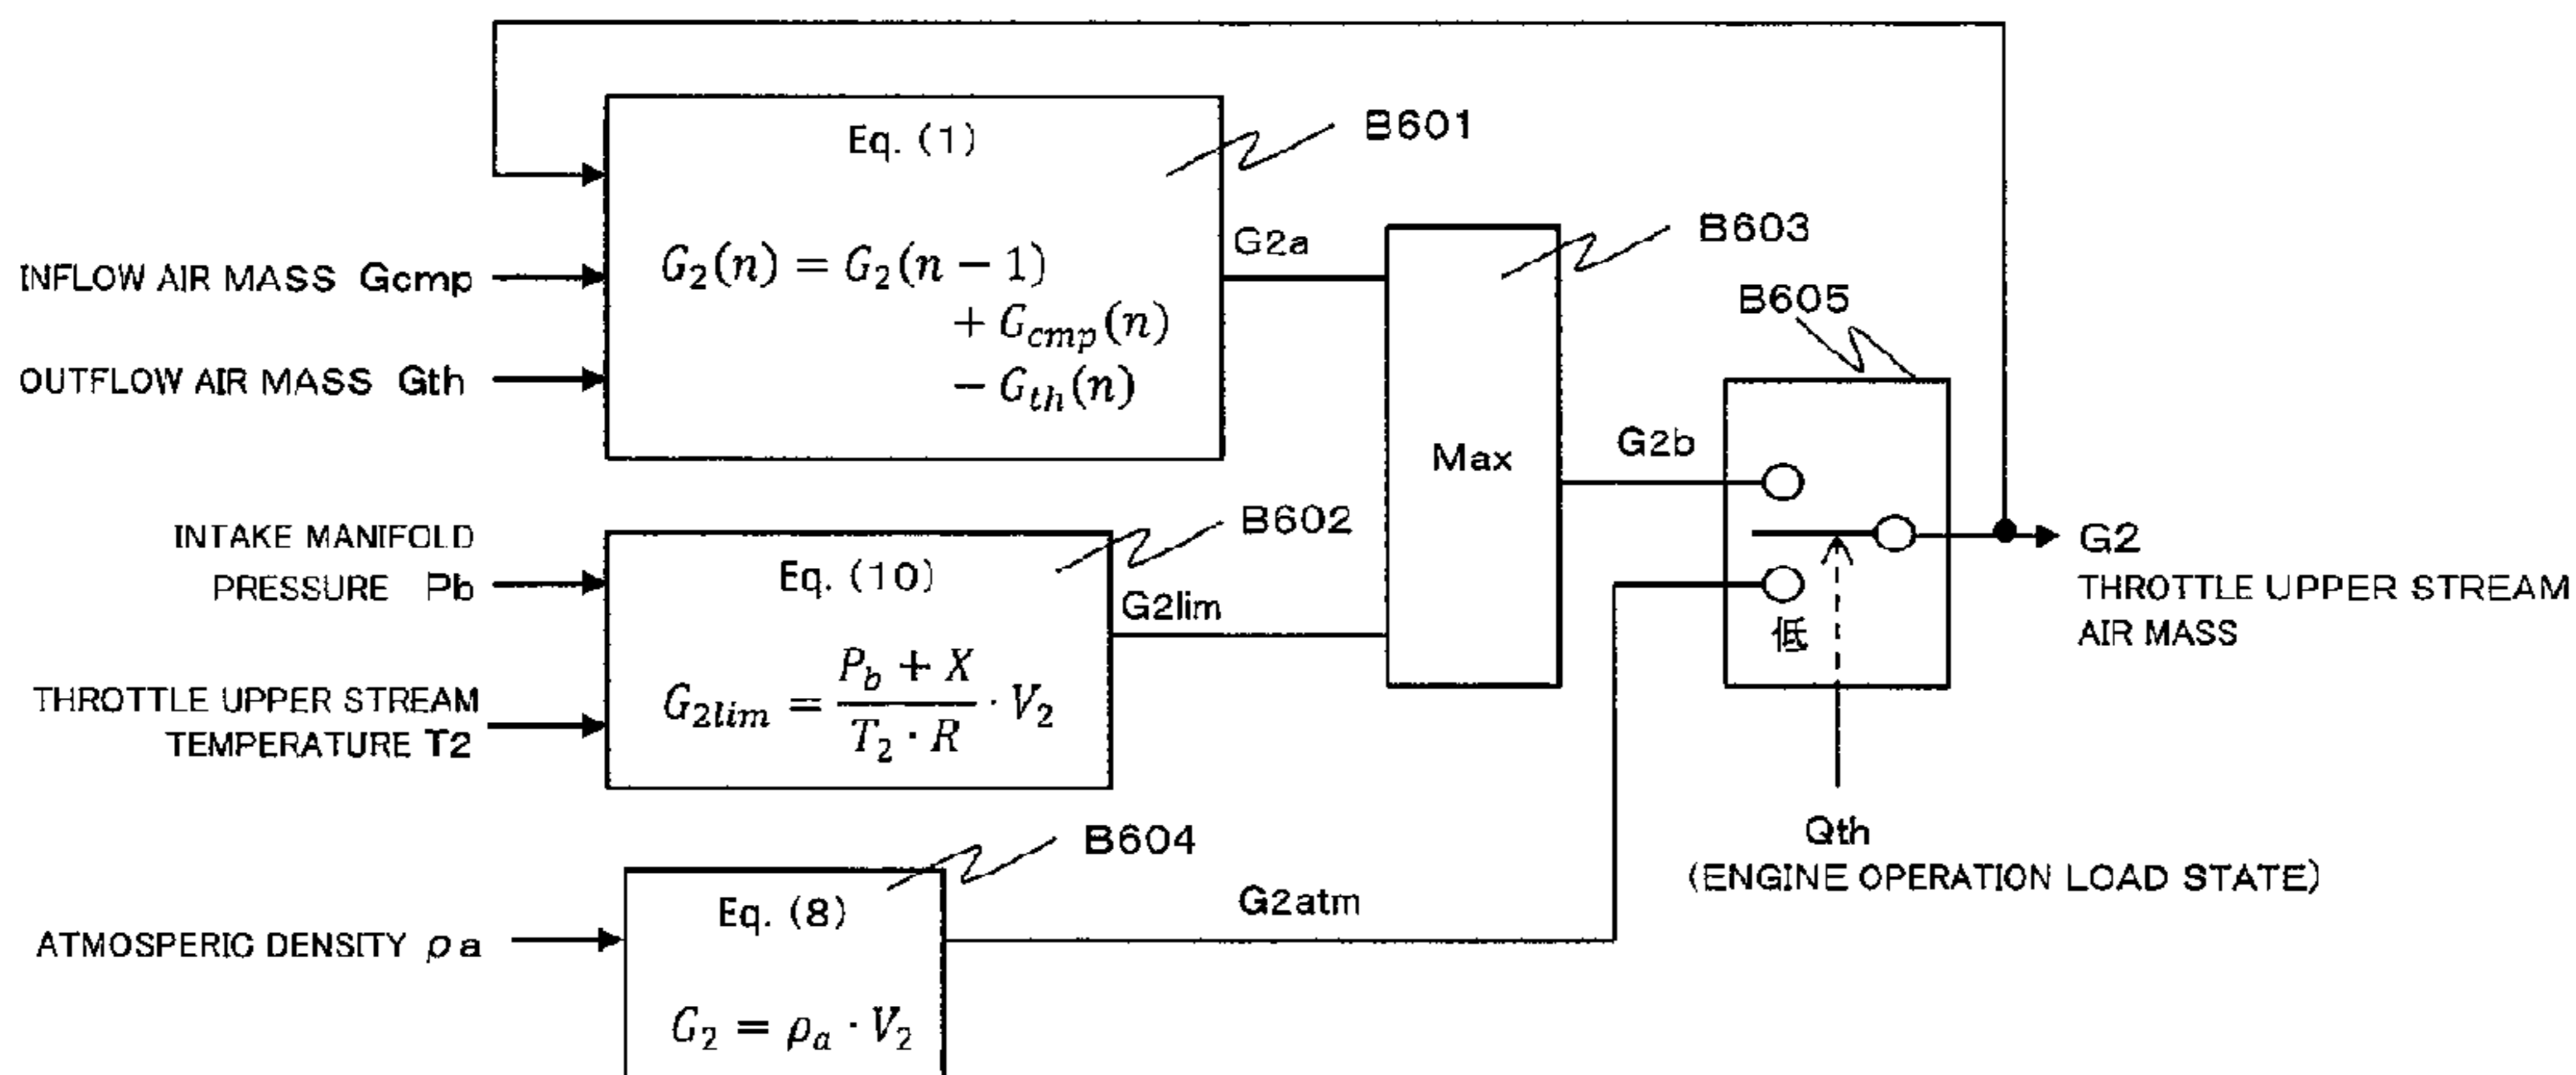 Eq. (1)
B601
G₂(n) = G₂(n − 1)
+ G_cmp(n)
− G_th(n)
INFLOW AIR MASS Gcmp
OUTFLOW AIR MASS Gth
G2a
B603
Max
B605
G2b
低
G2
THROTTLE UPPER STREAM
AIR MASS
INTAKE MANIFOLD
PRESSURE Pb
THROTTLE UPPER STREAM
TEMPERATURE T2
B602
Eq. (10)
G_2lim = (P_b + X) / (T₂ · R) · V₂
G2lim
Qth
(ENGINE OPERATION LOAD STATE)
B604
Eq. (8)
G2atm
ATMOSPERIC DENSITY ρa
G₂ = ρ_a · V₂